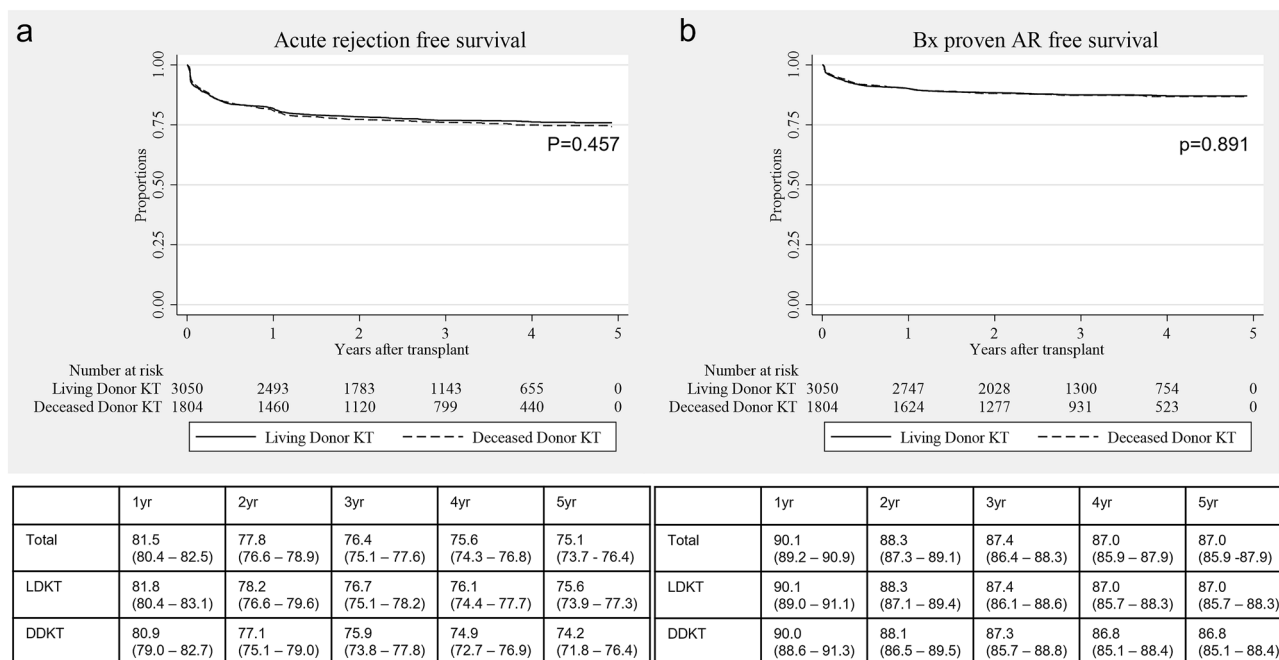 a
Acute rejection free survival
1.00
0.75
0.50
0.25
0.00
Proportions
P=0.457
0 1 2 3 4 5
Years after transplant
Number at risk
Living Donor KT 3050 2493 1783 1143 655 0
Deceased Donor KT 1804 1460 1120 799 440 0
Living Donor KT Deceased Donor KT
b
Bx proven AR free survival
1.00
0.75
0.50
0.25
0.00
Proportions
p=0.891
0 1 2 3 4 5
Years after transplant
Number at risk
Living Donor KT 3050 2747 2028 1300 754 0
Deceased Donor KT 1804 1624 1277 931 523 0
Living Donor KT Deceased Donor KT
1yr 2yr 3yr 4yr 5yr
Total 81.5 77.8 76.4 75.6 75.1
(80.4 – 82.5) (76.6 – 78.9) (75.1 – 77.6) (74.3 – 76.8) (73.7 - 76.4)
LDKT 81.8 78.2 76.7 76.1 75.6
(80.4 – 83.1) (76.6 – 79.6) (75.1 – 78.2) (74.4 – 77.7) (73.9 – 77.3)
DDKT 80.9 77.1 75.9 74.9 74.2
(79.0 – 82.7) (75.1 – 79.0) (73.8 – 77.8) (72.7 – 76.9) (71.8 – 76.4)
1yr 2yr 3yr 4yr 5yr
Total 90.1 88.3 87.4 87.0 87.0
(89.2 – 90.9) (87.3 – 89.1) (86.4 – 88.3) (85.9 – 87.9) (85.9 -87.9)
LDKT 90.1 88.3 87.4 87.0 87.0
(89.0 – 91.1) (87.1 – 89.4) (86.1 – 88.6) (85.7 – 88.3) (85.7 – 88.3)
DDKT 90.0 88.1 87.3 86.8 86.8
(88.6 – 91.3) (86.5 – 89.5) (85.7 – 88.8) (85.1 – 88.4) (85.1 – 88.4)